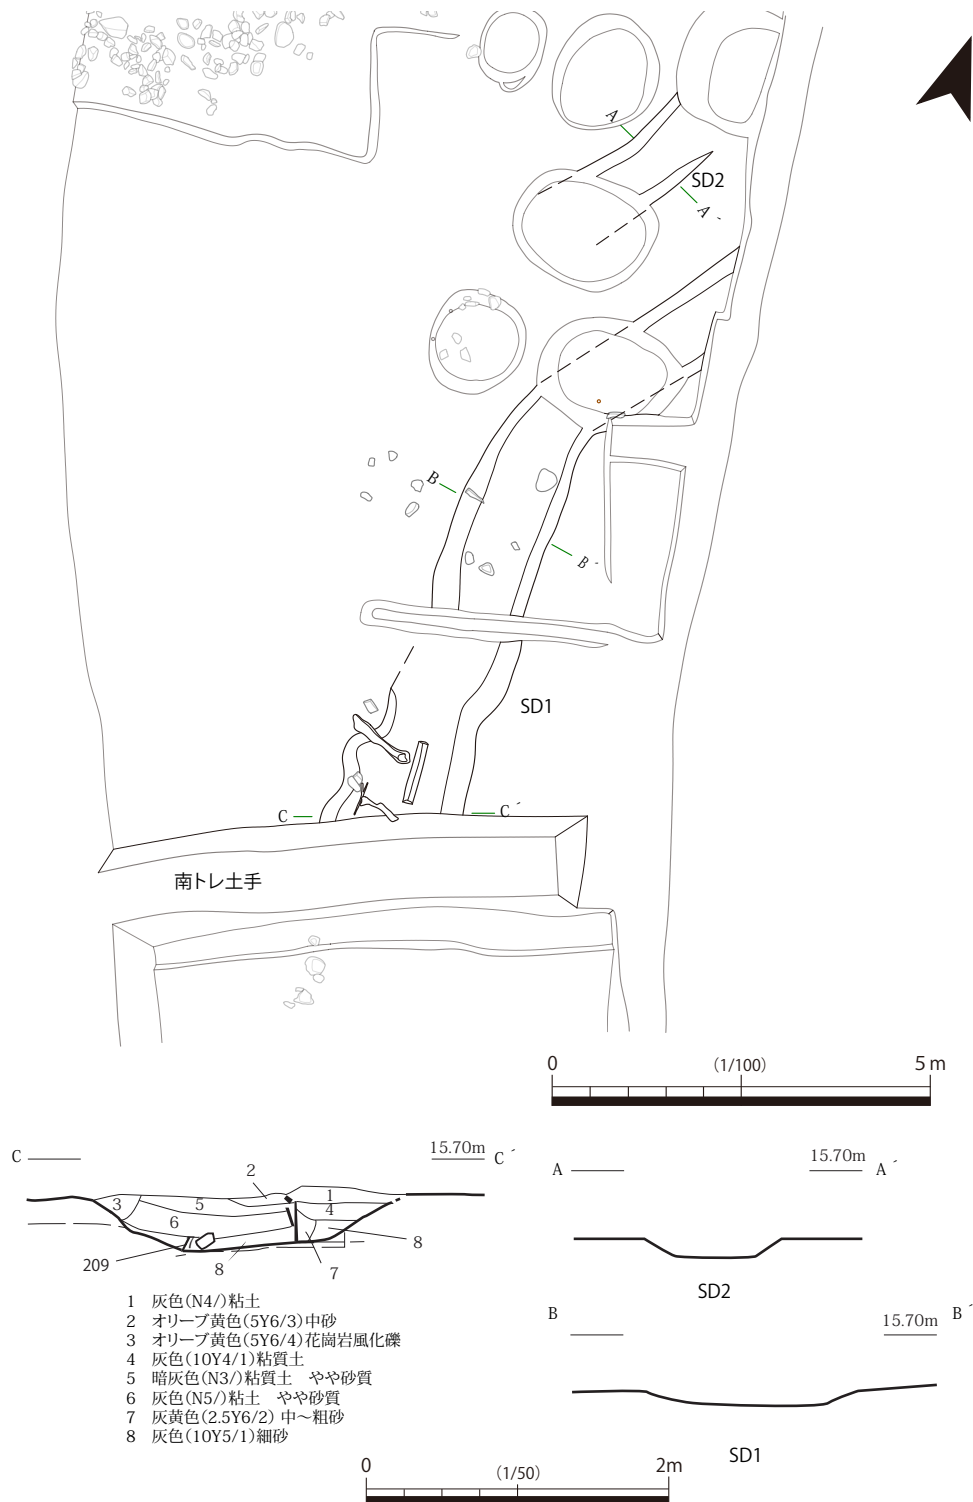 A
SD2
A´
B
B´
SD1
C
C´
南トレ土手
0 (1/100) 5 m
C 15.70m C´
2
1
3 5 4
6
209 8 7 8
1 灰色(N4/)粘土
2 オリーブ黄色(5Y6/3)中砂
3 オリーブ黄色(5Y6/4)花崗岩風化礫
4 灰色(10Y4/1)粘質土
5 暗灰色(N3/)粘質土 やや砂質
6 灰色(N5/)粘土 やや砂質
7 灰黄色(2.5Y6/2) 中～粗砂
8 灰色(10Y5/1)細砂
A 15.70m A´
SD2
B 15.70m B´
SD1
0 (1/50) 2m